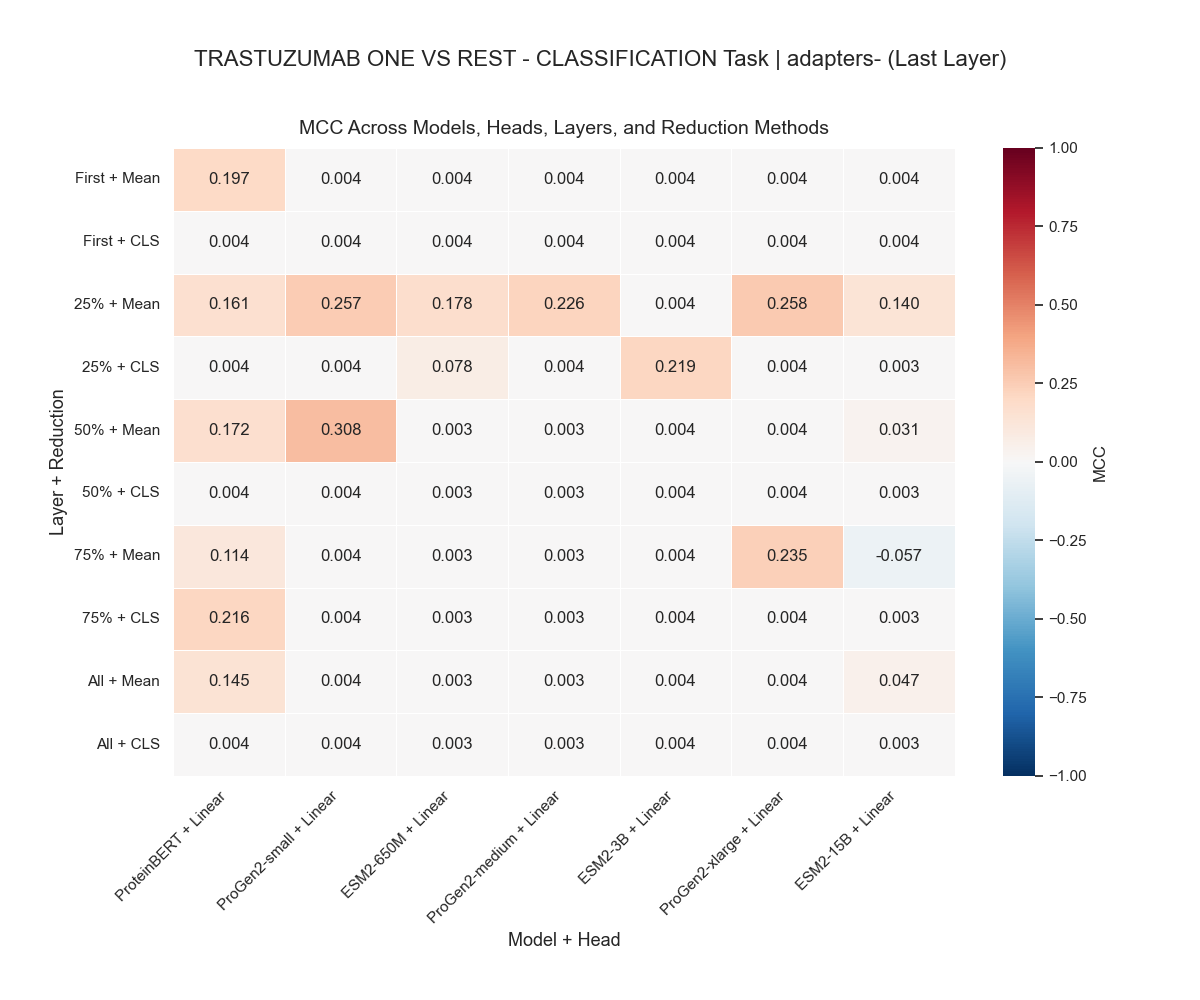 TRASTUZUMAB ONE VS REST - CLASSIFICATION Task | adapters- (Last Layer)
MCC Across Models, Heads, Layers, and Reduction Methods
Layer + Reduction
First + Mean 0.197 0.004 0.004 0.004 0.004 0.004 0.004
First + CLS 0.004 0.004 0.004 0.004 0.004 0.004 0.004
25% + Mean 0.161 0.257 0.178 0.226 0.004 0.258 0.140
25% + CLS 0.004 0.004 0.078 0.004 0.219 0.004 0.003
50% + Mean 0.172 0.308 0.003 0.003 0.004 0.004 0.031
50% + CLS 0.004 0.004 0.003 0.003 0.004 0.004 0.003
75% + Mean 0.114 0.004 0.003 0.003 0.004 0.235 -0.057
75% + CLS 0.216 0.004 0.003 0.003 0.004 0.004 0.003
All + Mean 0.145 0.004 0.003 0.003 0.004 0.004 0.047
All + CLS 0.004 0.004 0.003 0.003 0.004 0.004 0.003
ProteinBERT + Linear
ProGen2-small + Linear
ESM2-650M + Linear
ProGen2-medium + Linear
ESM2-3B + Linear
ProGen2-xlarge + Linear
ESM2-15B + Linear
Model + Head
1.00
0.75
0.50
0.25
0.00
−0.25
−0.50
−0.75
−1.00
MCC